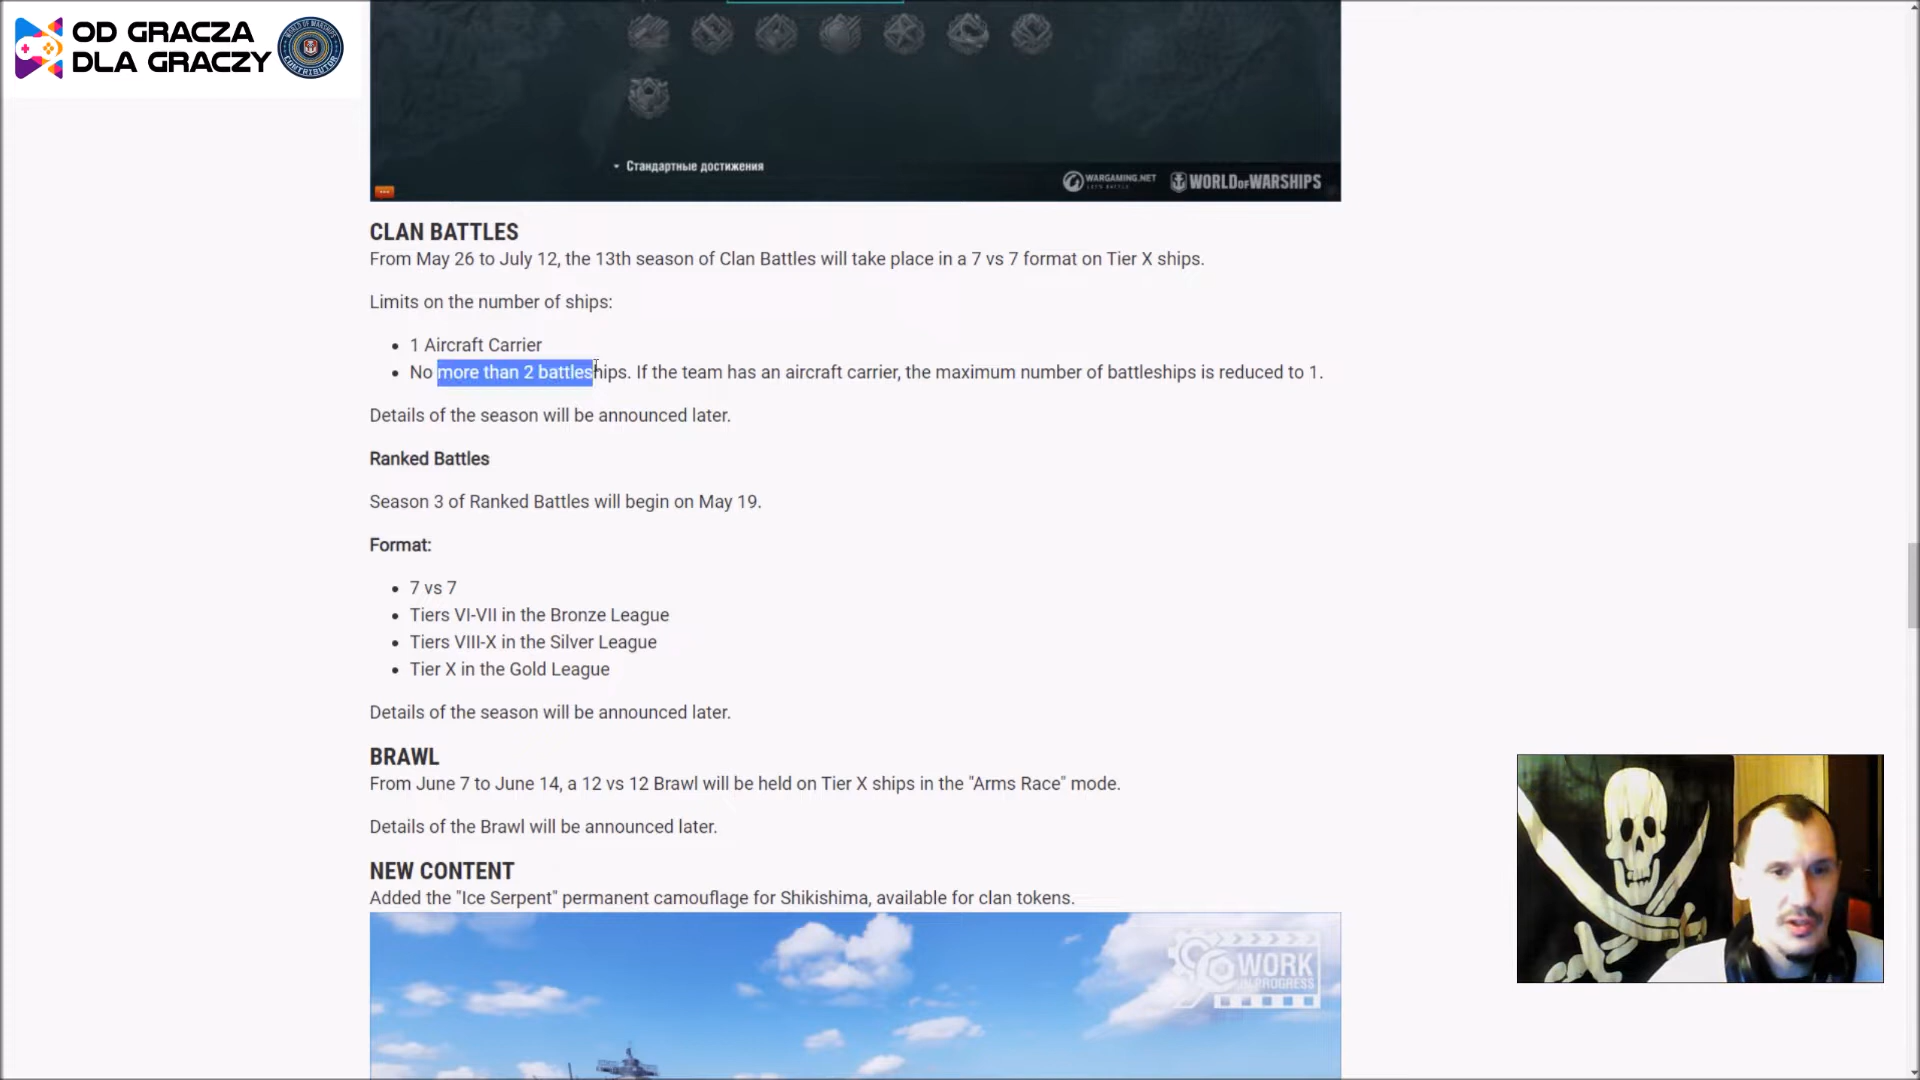 OD GRACZA
DLA GRACZY
WORLD OF WARSHIPS
CONTRIBUTOR
Стандартные достижения
WARGAMING.NET
LET'S BATTLE
WORLD OF WARSHIPS
CLAN BATTLES
From May 26 to July 12, the 13th season of Clan Battles will take place in a 7 vs 7 format on Tier X ships.
Limits on the number of ships:
1 Aircraft Carrier
No more than 2 battleships. If the team has an aircraft carrier, the maximum number of battleships is reduced to 1.
Details of the season will be announced later.
Ranked Battles
Season 3 of Ranked Battles will begin on May 19.
Format:
7 vs 7
Tiers VI-VII in the Bronze League
Tiers VIII-X in the Silver League
Tier X in the Gold League
Details of the season will be announced later.
BRAWL
From June 7 to June 14, a 12 vs 12 Brawl will be held on Tier X ships in the "Arms Race" mode.
Details of the Brawl will be announced later.
NEW CONTENT
Added the "Ice Serpent" permanent camouflage for Shikishima, available for clan tokens.
WORK
IN PROGRESS